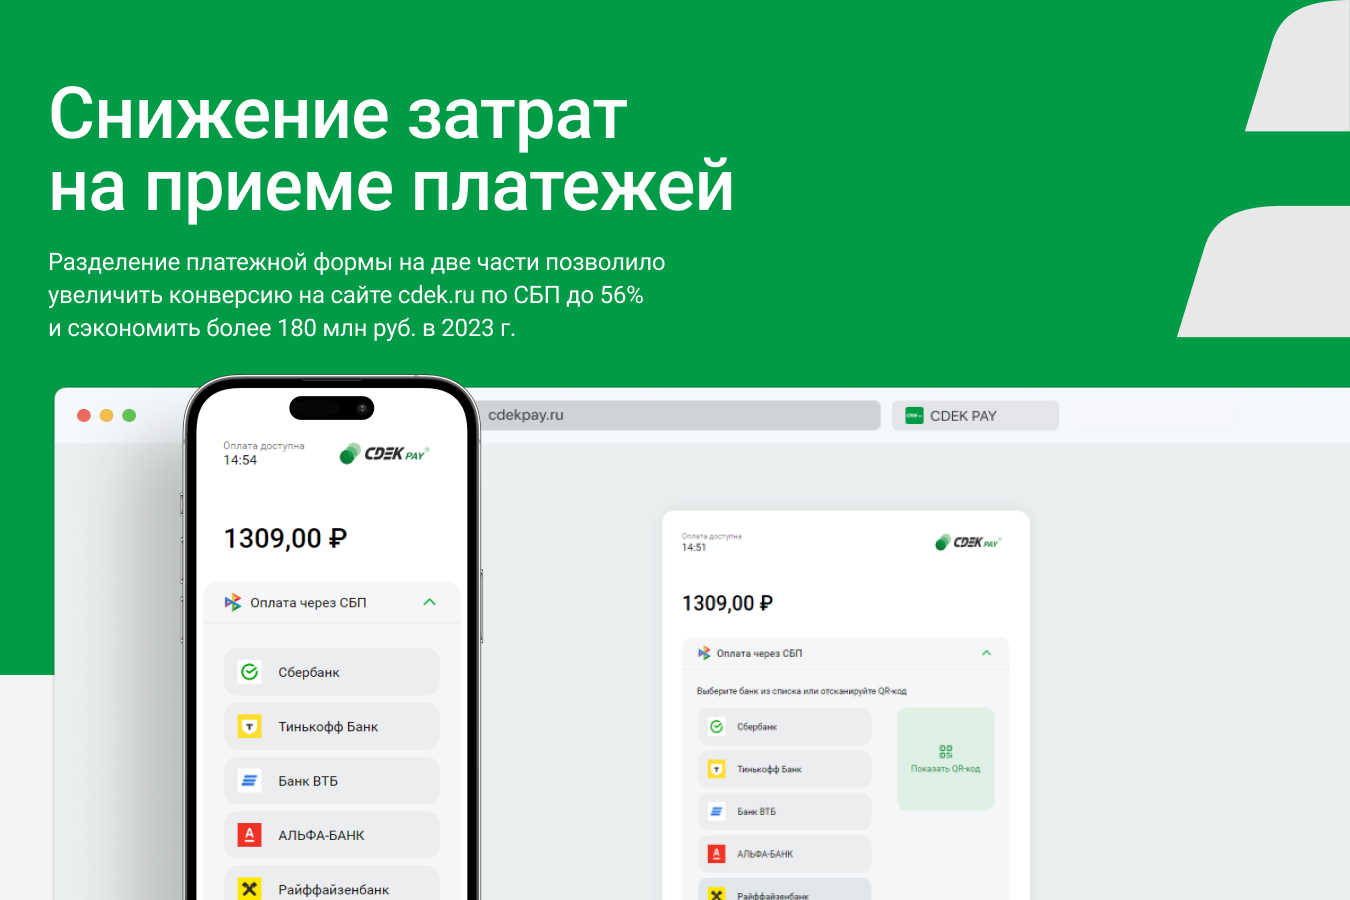 Снижение затрат
на приеме платежей
Разделение платежной формы на две части позволило
увеличить конверсию на сайте cdek.ru по СБП до 56%
и сэкономить более 180 млн руб. в 2023 г.
cdekpay.ru
CDEK PAY
Оплата доступна
14:54
CDEK PAY®
1309,00 ₽
Оплата через СБП
Сбербанк
Тинькофф Банк
Банк ВТБ
АЛЬФА-БАНК
Райффайзенбанк
Оплата доступна
14:51
CDEK PAY®
1309,00 ₽
Оплата через СБП
Выберите банк из списка или отсканируйте QR-код
Сбербанк
Тинькофф Банк
Банк ВТБ
АЛЬФА-БАНК
Райффайзенбанк
Показать QR-код